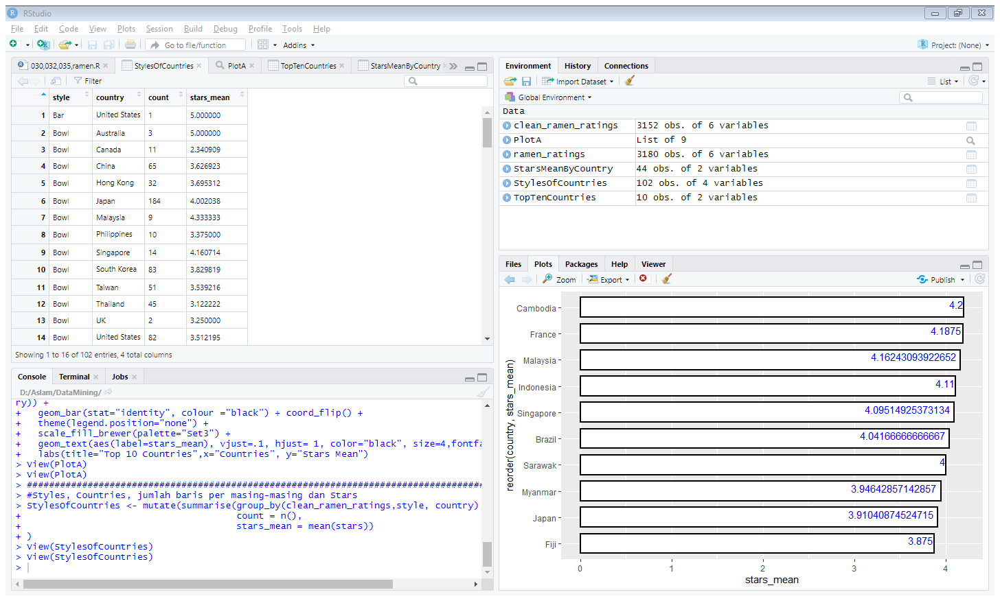 RStudio
File Edit Code View Plots Session Build Debug Profile Tools Help
Go to file/function Addins Project: (None)
030,032,035,ramen.R StylesOfCountries PlotA TopTenCountries StarsMeanByCountry
Filter
style country count stars_mean
1 Bar United States 1 5.000000
2 Bowl Australia 3 5.000000
3 Bowl Canada 11 2.340909
4 Bowl China 65 3.626923
5 Bowl Hong Kong 32 3.695312
6 Bowl Japan 184 4.002038
7 Bowl Malaysia 9 4.333333
8 Bowl Philippines 10 3.375000
9 Bowl Singapore 14 4.160714
10 Bowl South Korea 83 3.829819
11 Bowl Taiwan 51 3.539216
12 Bowl Thailand 45 3.122222
13 Bowl UK 2 3.250000
14 Bowl United States 82 3.512195
Showing 1 to 16 of 102 entries, 4 total columns
Console Terminal Jobs
D:/Aslam/DataMining/
ry)) +
+ geom_bar(stat="identity", colour ="black") + coord_flip() +
+ theme(legend.position="none") +
+ scale_fill_brewer(palette="Set3") +
+ geom_text(aes(label=stars_mean), vjust=.1, hjust= 1, color="black", size=4,fontfa
+ labs(title="Top 10 Countries",x="Countries", y="Stars Mean")
> View(PlotA)
> View(PlotA)
> ###################################################################################
> #Styles, Countries, jumlah baris per masing-masing dan Stars
> StylesOfCountries <- mutate(summarise(group_by(clean_ramen_ratings,style, country)
+ count = n(),
+ stars_mean = mean(stars))
+ )
> View(StylesOfCountries)
> View(StylesOfCountries)
>
Environment History Connections
Import Dataset List
Global Environment
Data
clean_ramen_ratings 3152 obs. of 6 variables
PlotA List of 9
ramen_ratings 3180 obs. of 6 variables
StarsMeanByCountry 44 obs. of 2 variables
StylesOfCountries 102 obs. of 4 variables
TopTenCountries 10 obs. of 2 variables
Files Plots Packages Help Viewer
Zoom Export Publish
reorder(country, stars_mean)
Cambodia 4.2
France 4.1875
Malaysia 4.16243093922652
Indonesia 4.11
Singapore 4.09514925373134
Brazil 4.04166666666667
Sarawak 4
Myanmar 3.94642857142857
Japan 3.91040874524715
Fiji 3.875
0 1 2 3 4
stars_mean